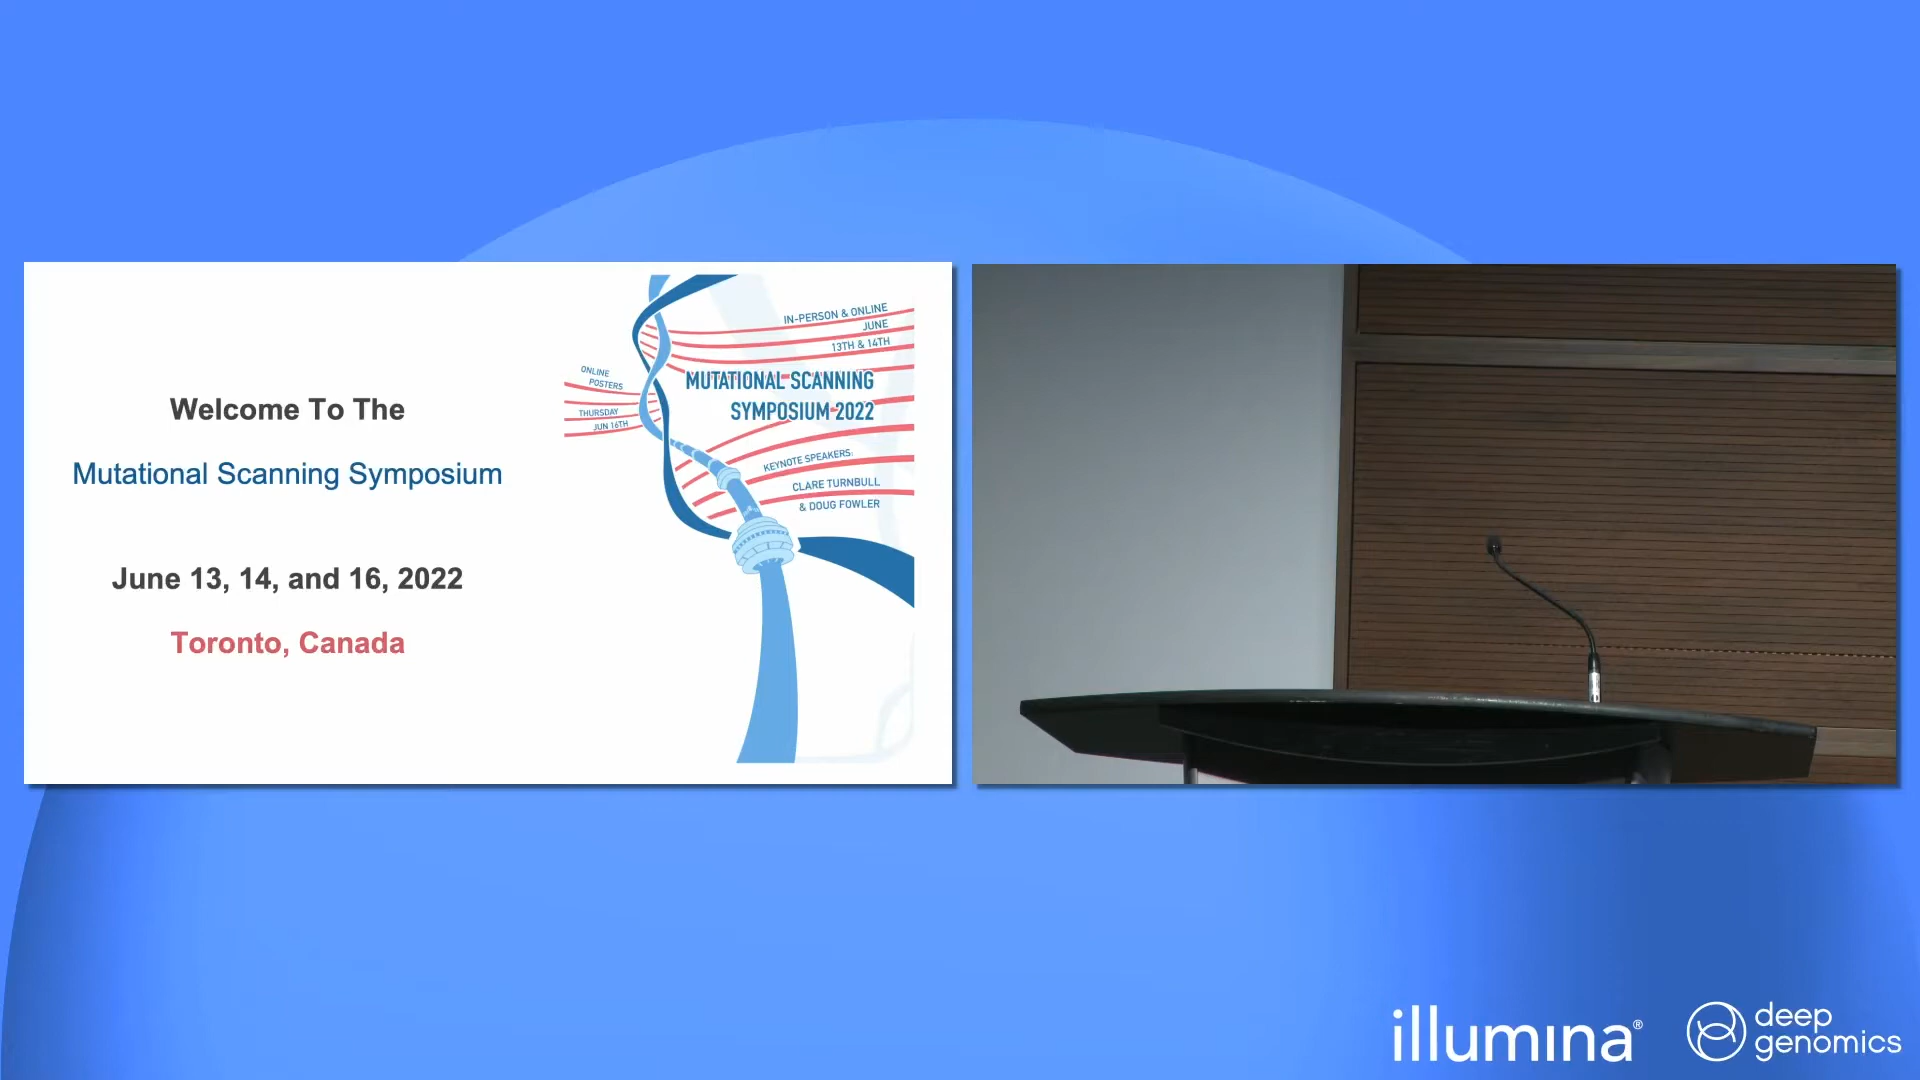 Welcome To The
Mutational Scanning Symposium
June 13, 14, and 16, 2022
Toronto, Canada
IN-PERSON & ONLINE
JUNE
13TH & 14TH
MUTATIONAL SCANNING
SYMPOSIUM 2022
ONLINE
POSTERS
THURSDAY
JUN 16TH
KEYNOTE SPEAKERS:
CLARE TURNBULL
& DOUG FOWLER
illumina®
deep
genomics